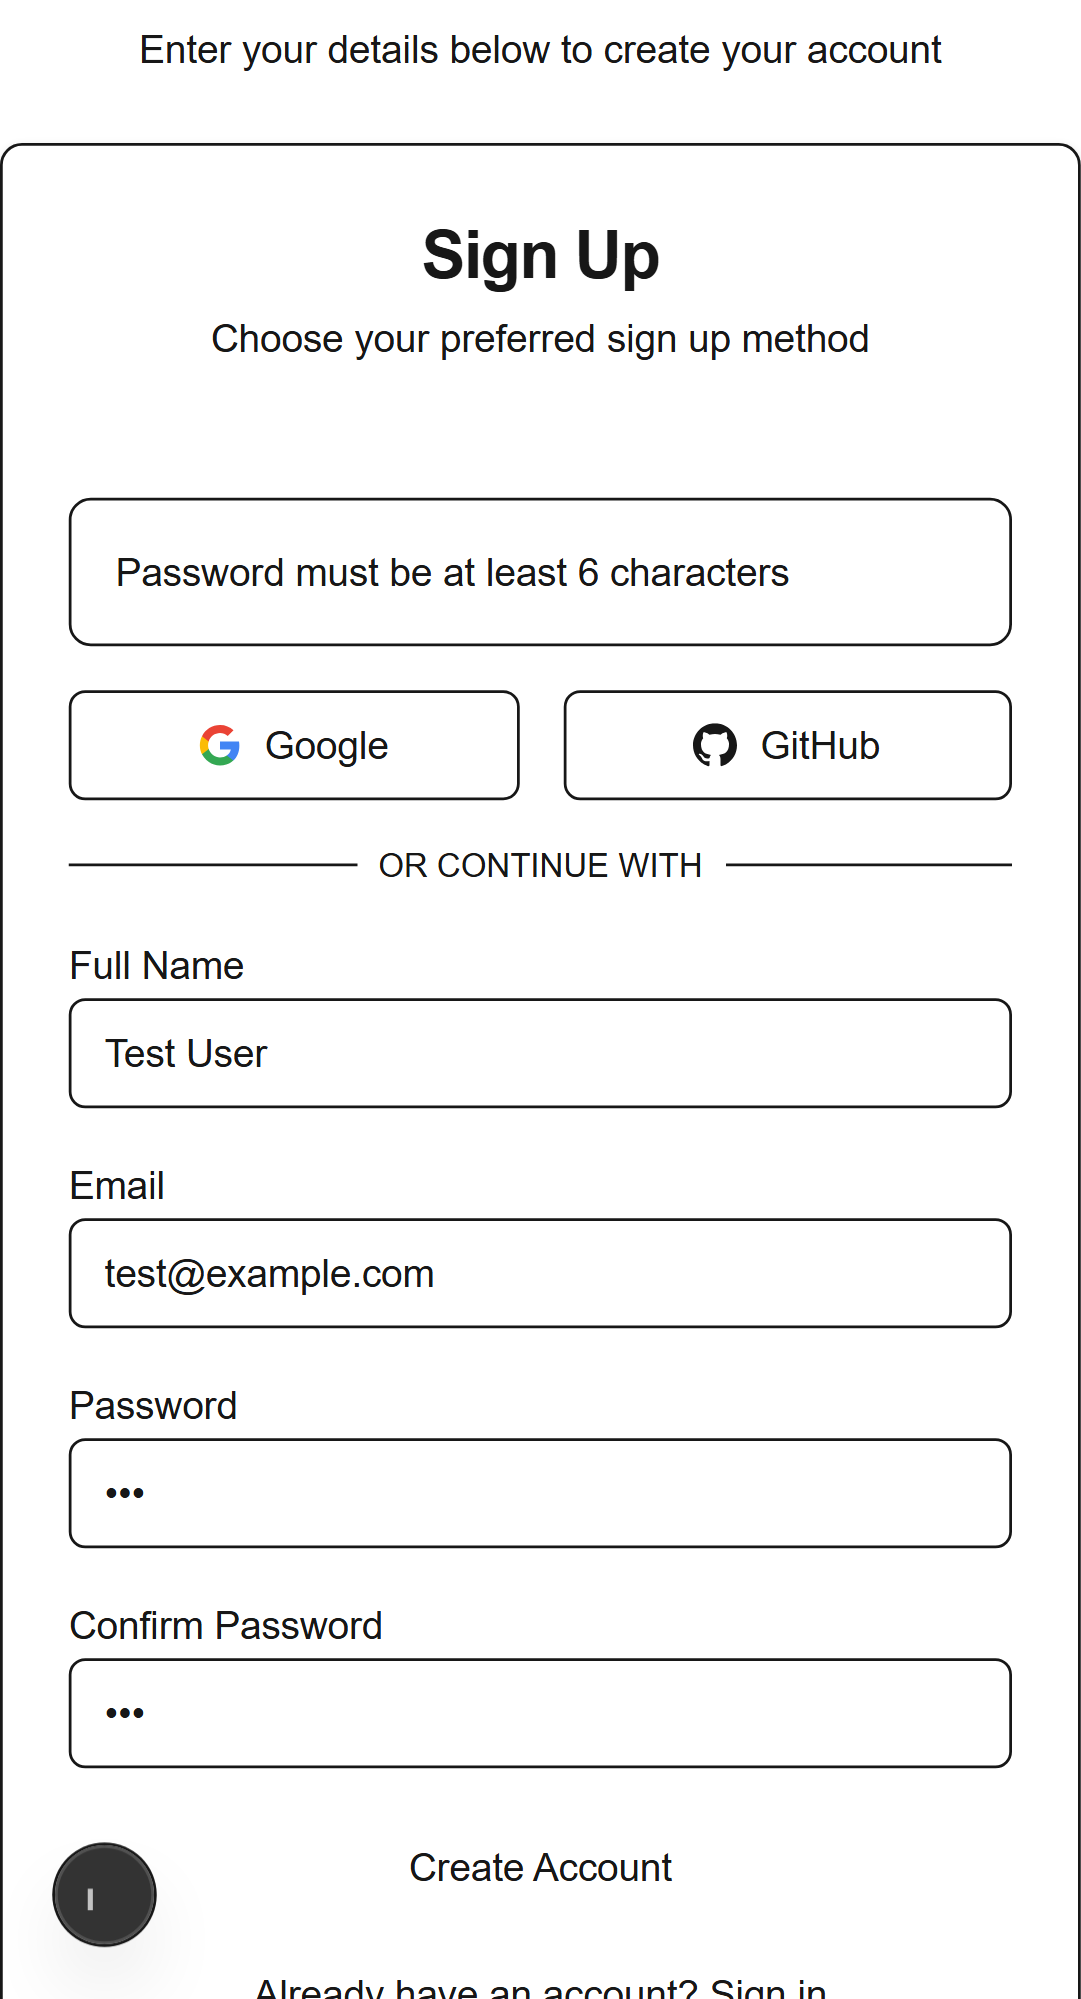 Enter your details below to create your account
Sign Up
Choose your preferred sign up method
Password must be at least 6 characters
Google
GitHub
OR CONTINUE WITH
Full Name
Test User
Email
test@example.com
Password
•••
Confirm Password
•••
Create Account
Already have an account? Sign in